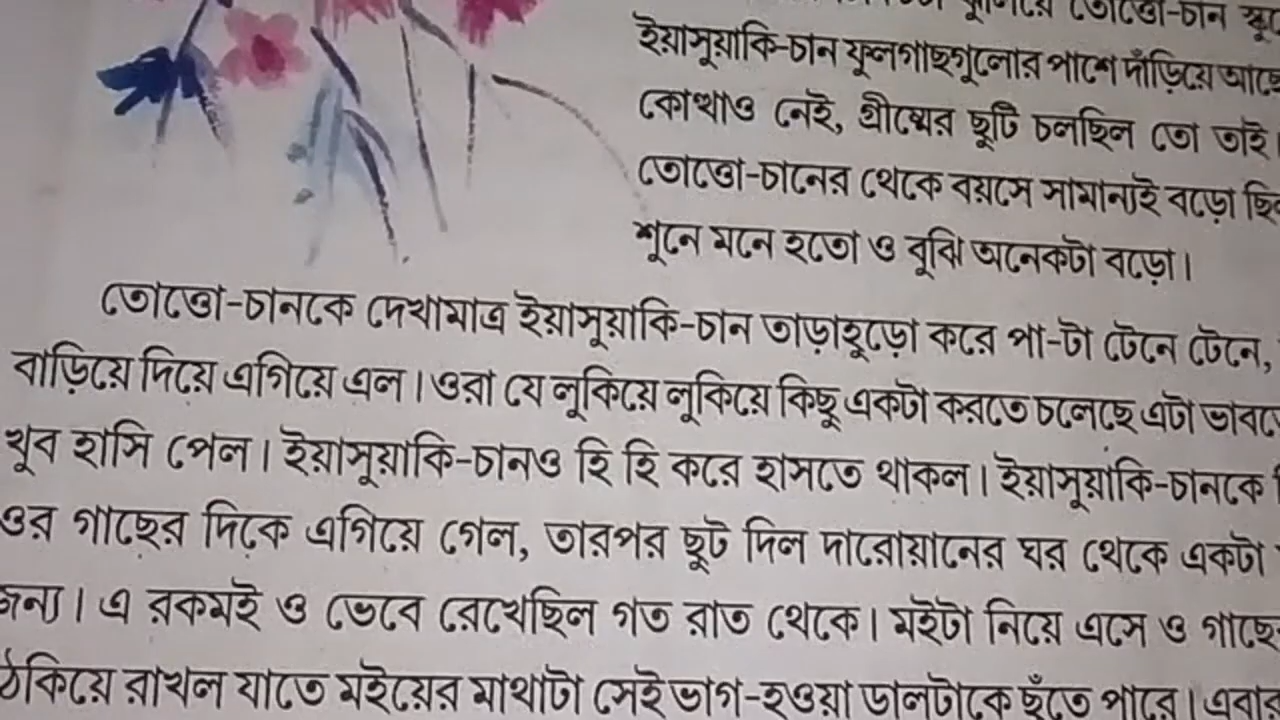 তোত্তো-চান
ইয়াসুয়াকি-চান ফুলগাছগুলোর পাশে দাঁড়িয়ে আছে
কোথাও নেই, গ্রীষ্মের ছুটি চলছিল তো তাই।
তোত্তো-চানের থেকে বয়সে সামান্যই বড়ো ছিল
শুনে মনে হতো ও বুঝি অনেকটা বড়ো।
তোত্তো-চানকে দেখামাত্র ইয়াসুয়াকি-চান তাড়াহুড়ো করে পা-টা টেনে টেনে,
বাড়িয়ে দিয়ে এগিয়ে এল। ওরা যে লুকিয়ে লুকিয়ে কিছু একটা করতে চলেছে এটা
খুব হাসি পেল। ইয়াসুয়াকি-চানও হি হি করে হাসতে থাকল। ইয়াসুয়াকি-চানকে
ওর গাছের দিকে এগিয়ে গেল, তারপর ছুট দিল দারোয়ানের ঘর থেকে একটা
জন্য। এ রকমই ও ভেবে রেখেছিল গত রাত থেকে। মইটা নিয়ে এসে ও
ঠেকিয়ে রাখল যাতে মইয়ের মাথাটা সেই ভাগ-হওয়া ডালটাকে ছুঁতে পারে। এবার